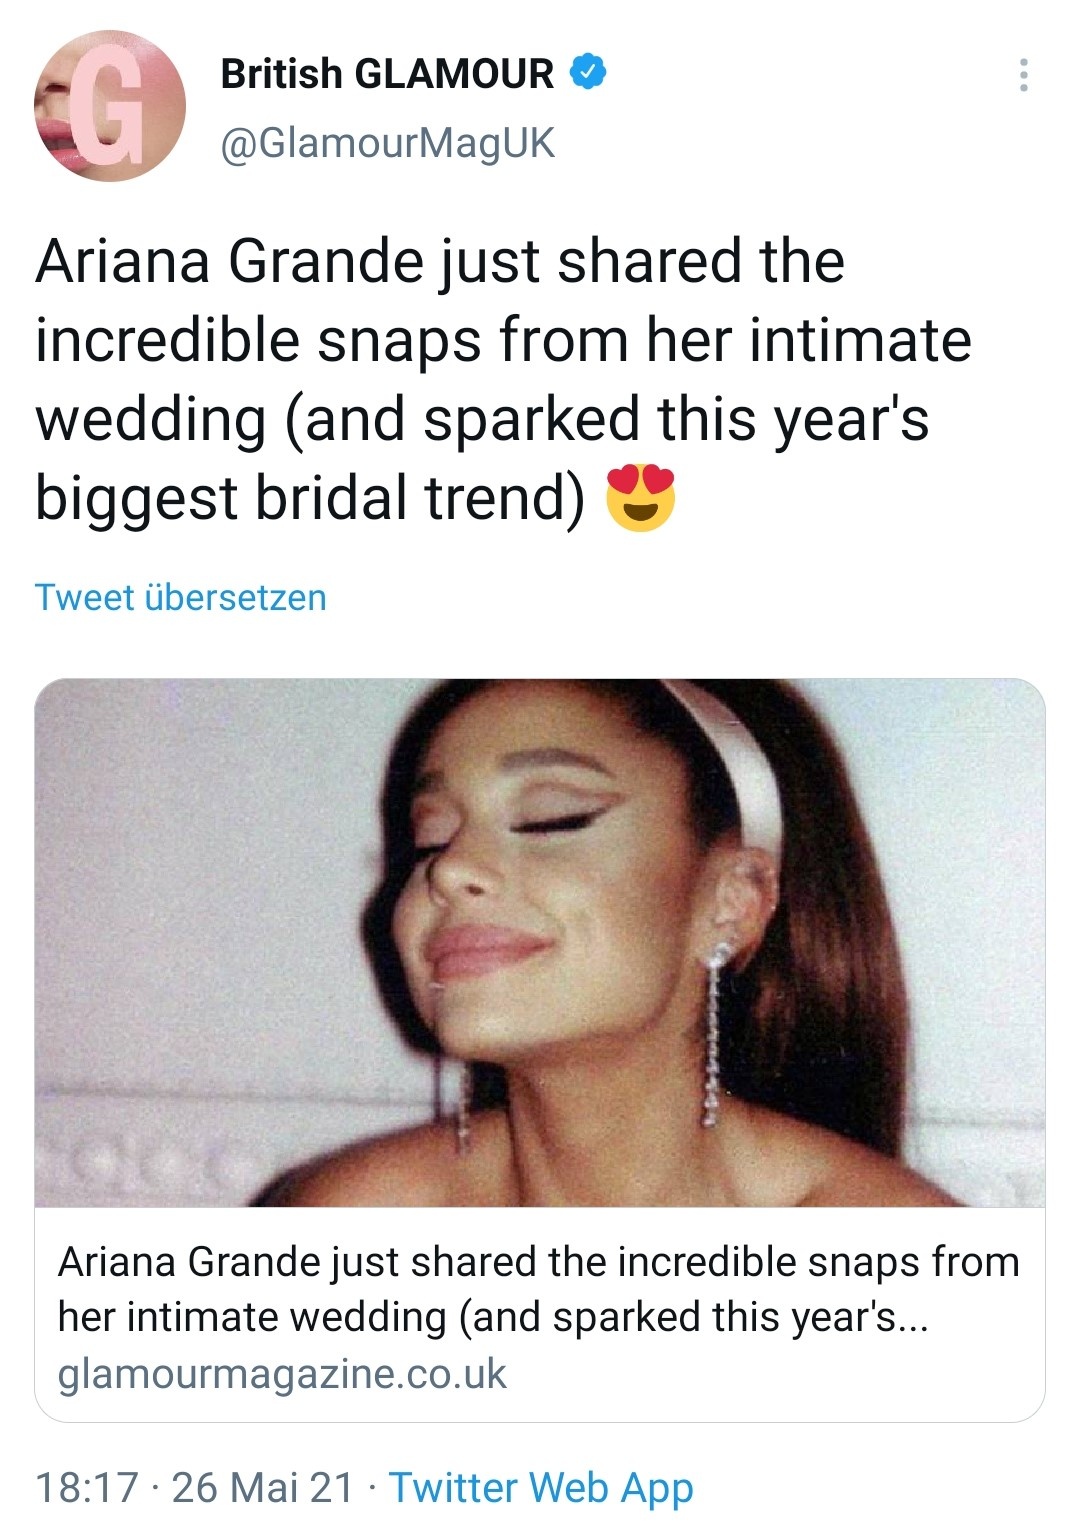 G
British GLAMOUR
@GlamourMagUK
Ariana Grande just shared the
incredible snaps from her intimate
wedding (and sparked this year's
biggest bridal trend) 😍
Tweet übersetzen
Ariana Grande just shared the incredible snaps from
her intimate wedding (and sparked this year's...
glamourmagazine.co.uk
18:17 · 26 Mai 21 · Twitter Web App